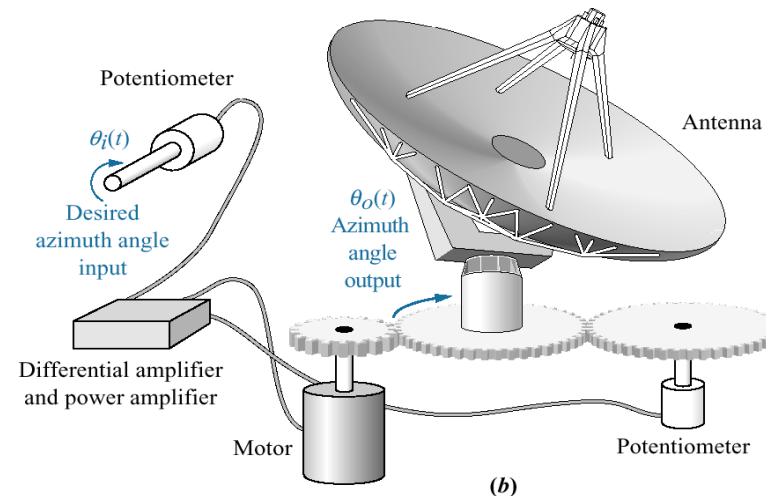 Potentiometer
θi(t)
Desired
azimuth angle
input
Antenna
θo(t)
Azimuth
angle
output
Differential amplifier
and power amplifier
Motor
Potentiometer
(b)